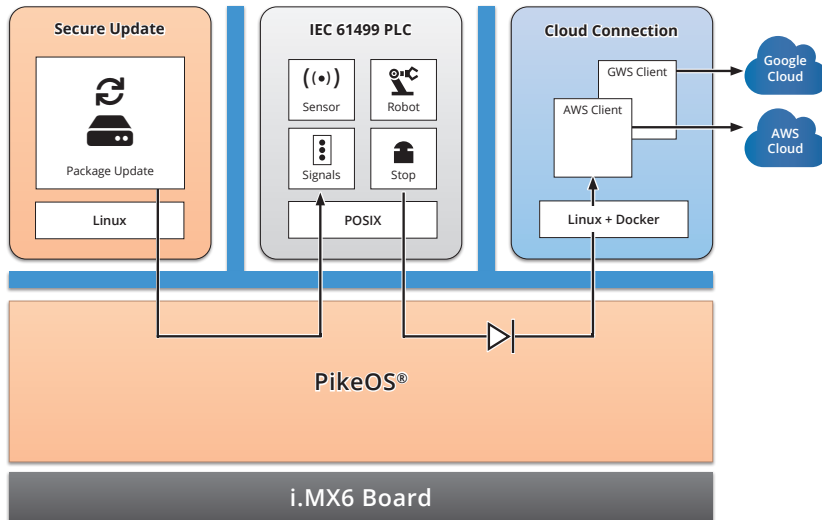 Secure Update
Package Update
Linux
IEC 61499 PLC
Sensor
Robot
Signals
Stop
POSIX
Cloud Connection
GWS Client
AWS Client
Linux + Docker
Google
Cloud
AWS
Cloud
PikeOS®
i.MX6 Board